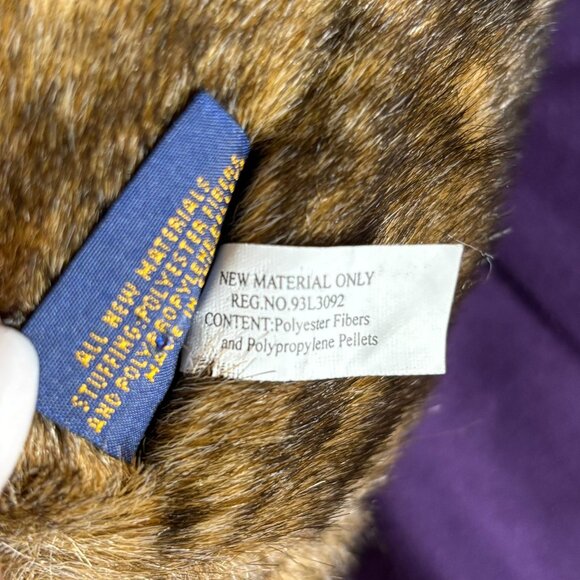 ALL NEW MATERIALS
STUFFING:POLYESTER FIBERS
AND POLYPROPYLENE
NEW MATERIAL ONLY
REG.NO.93L3092
CONTENT:Polyester Fibers
and Polypropylene Pellets